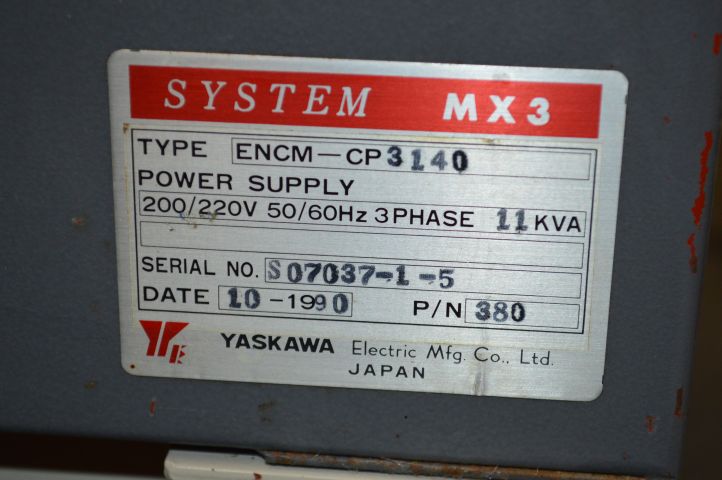 SYSTEM MX3
TYPE ENCM-CP3140
POWER SUPPLY
200/220V 50/60Hz 3PHASE 11KVA
SERIAL NO. S07037-1-5
DATE 10-1990 P/N 380
YASKAWA Electric Mfg. Co., Ltd.
JAPAN